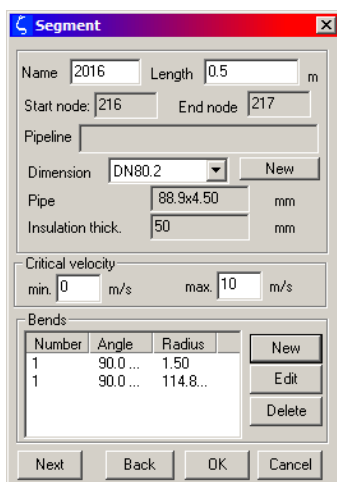 ζ Segment
Name 2016 Length 0.5 m
Start node: 216 End node 217
Pipeline
Dimension DN80.2 New
Pipe 88.9x4.50 mm
Insulation thick. 50 mm
Critical velocity
min. 0 m/s max. 10 m/s
Bends
Number Angle Radius
1 90.0 ... 1.50
1 90.0 ... 114.8...
New
Edit
Delete
Next Back OK Cancel